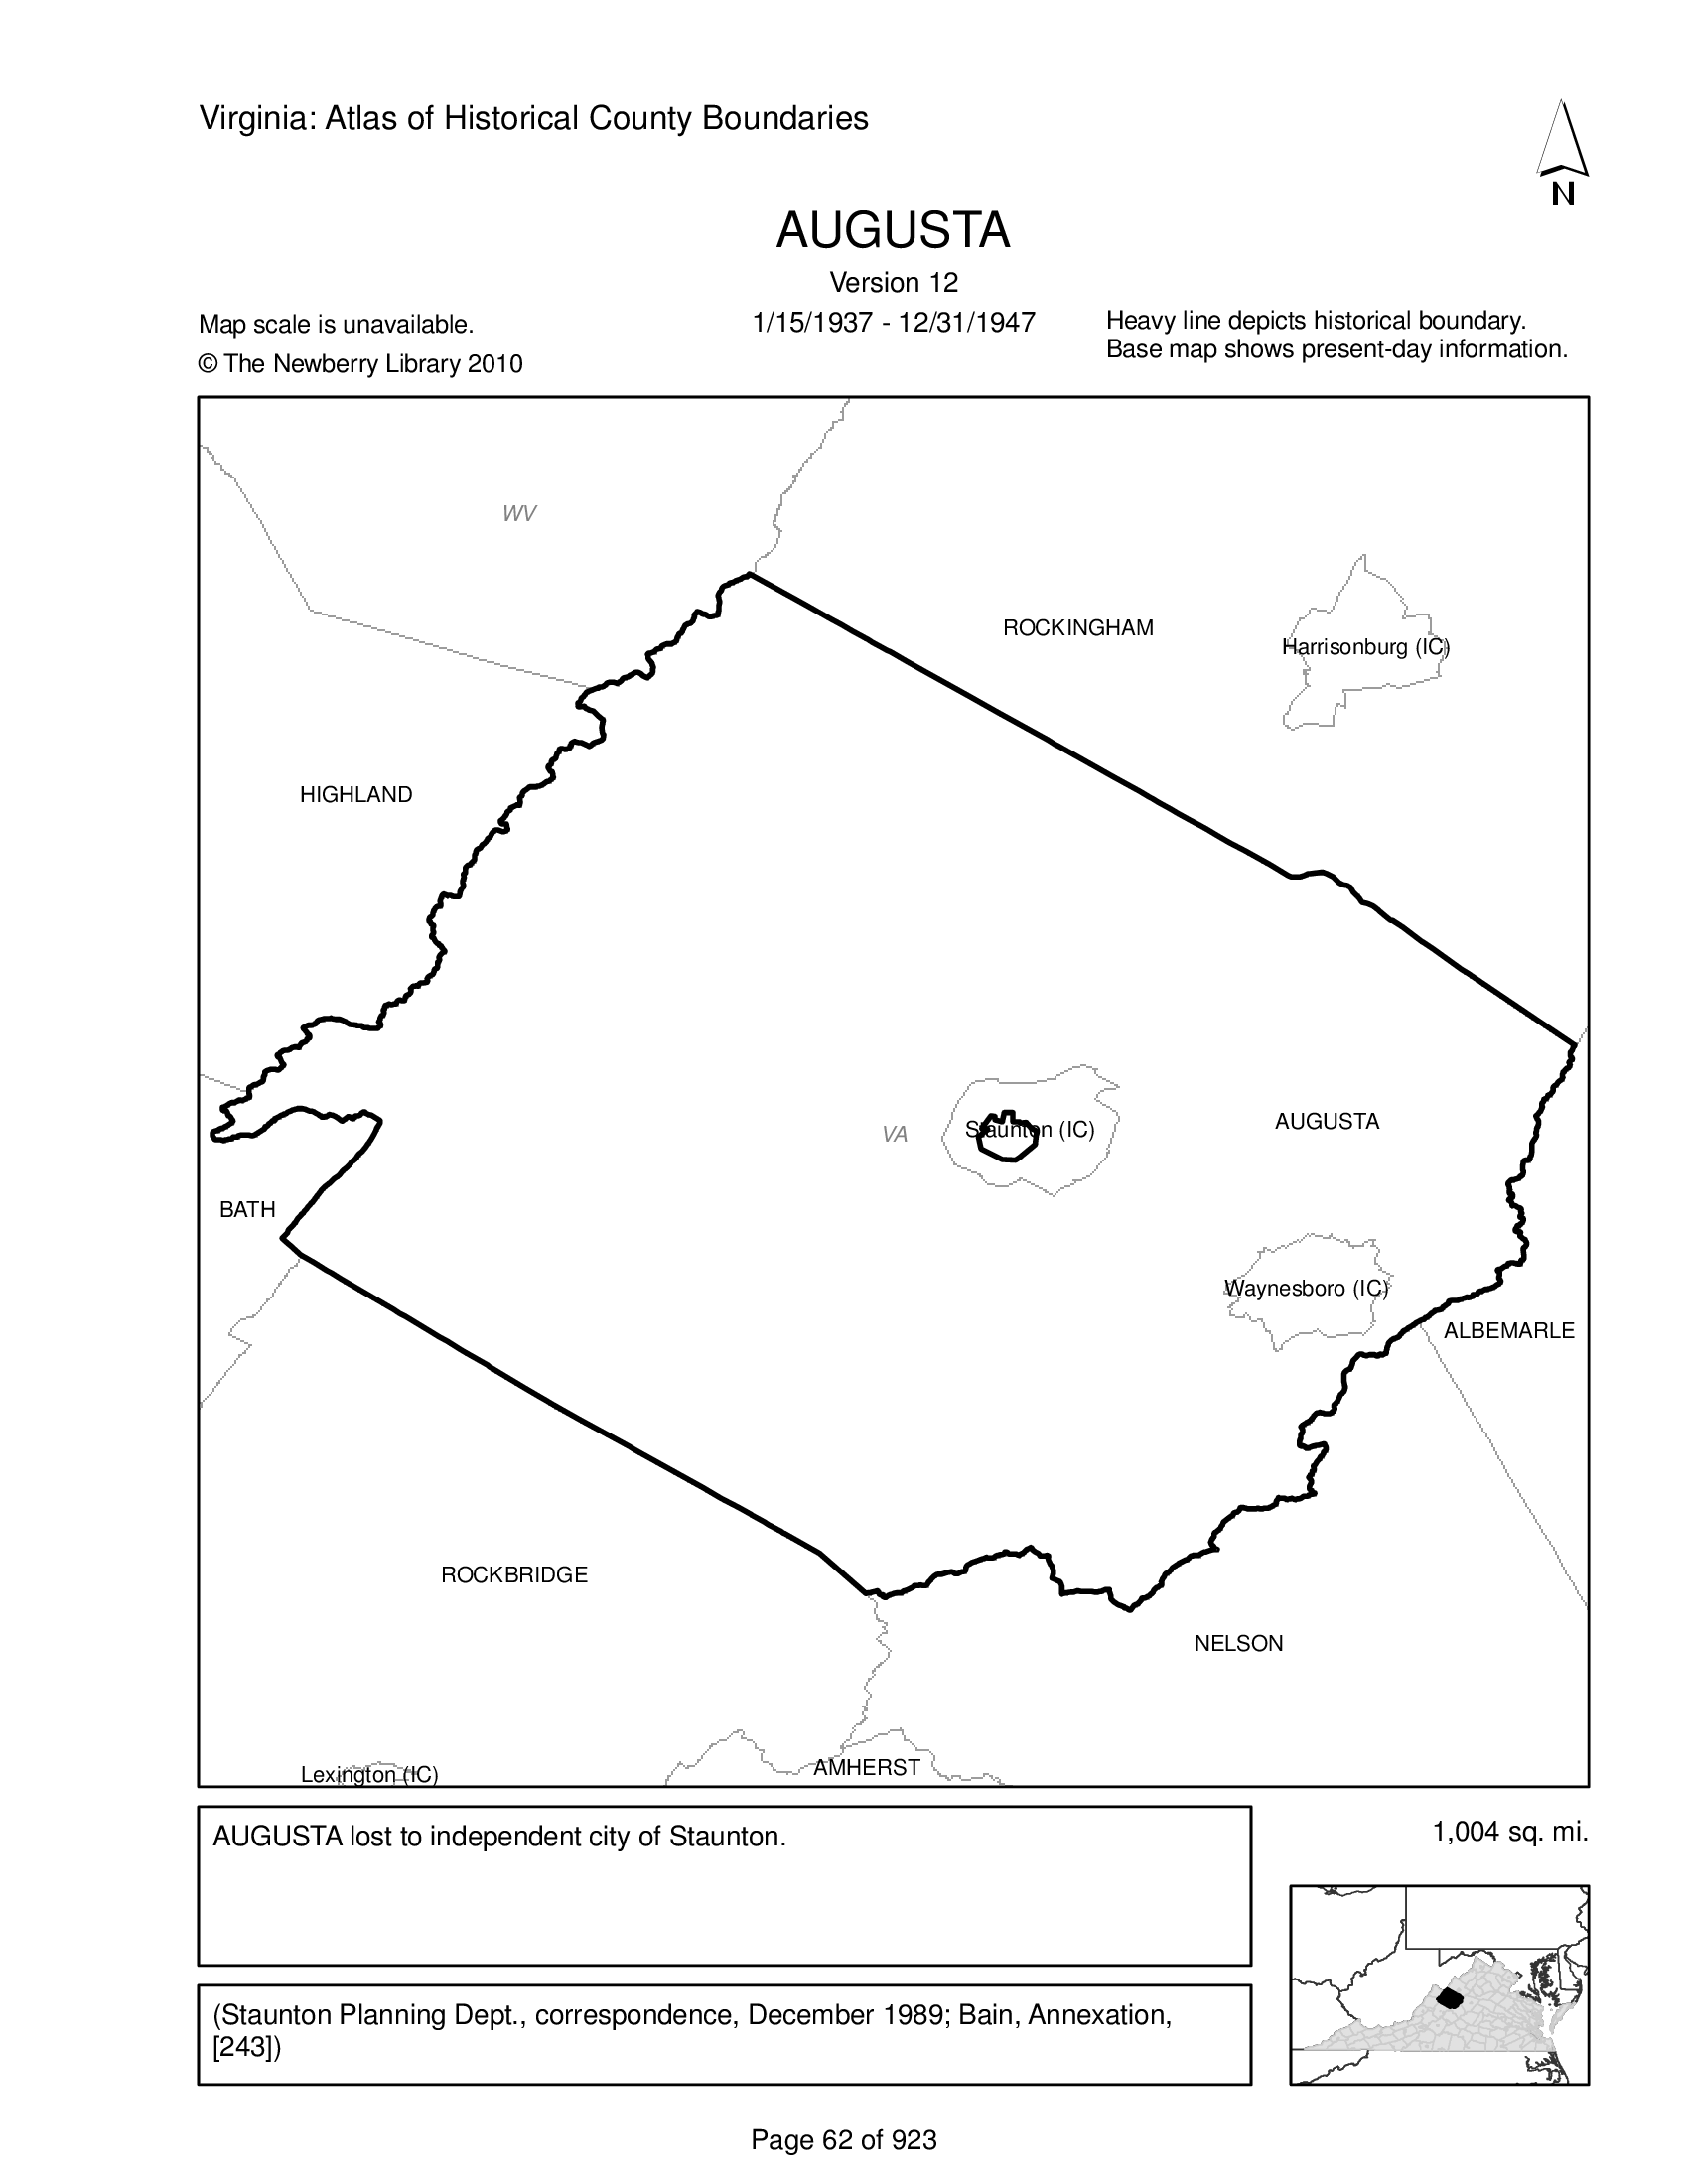 Virginia: Atlas of Historical County Boundaries
N
AUGUSTA
Version 12
Map scale is unavailable.
1/15/1937 - 12/31/1947
Heavy line depicts historical boundary.
Base map shows present-day information.
© The Newberry Library 2010
WV
ROCKINGHAM
Harrisonburg (IC)
HIGHLAND
AUGUSTA
Staunton (IC)
VA
BATH
Waynesboro (IC)
ALBEMARLE
ROCKBRIDGE
NELSON
AMHERST
Lexington (IC)
AUGUSTA lost to independent city of Staunton.
1,004 sq. mi.
(Staunton Planning Dept., correspondence, December 1989; Bain, Annexation,
[243])
Page 62 of 923